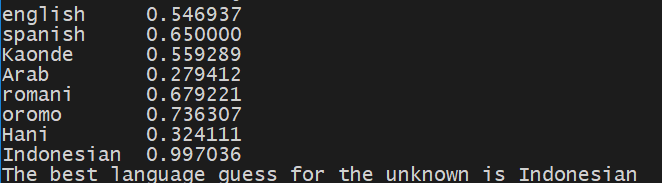 english 0.546937
spanish 0.650000
Kaonde 0.559289
Arab 0.279412
romani 0.679221
oromo 0.736307
Hani 0.324111
Indonesian 0.997036
The best language guess for the unknown is Indonesian